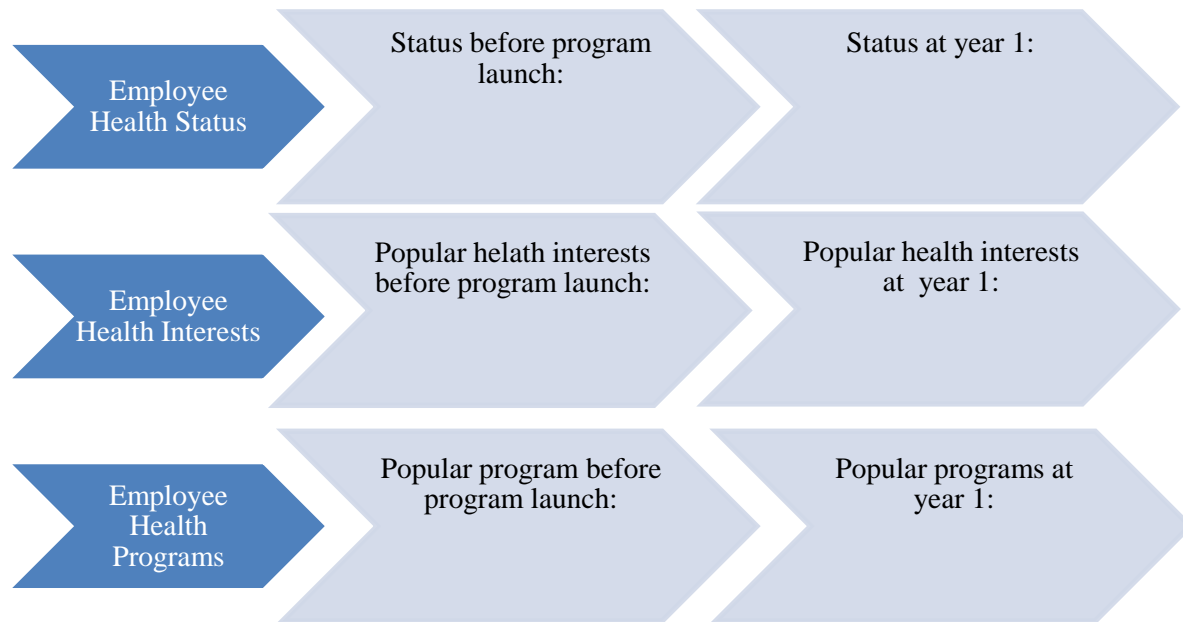 Employee
Health Status
Status before program
launch:
Status at year 1:
Employee
Health Interests
Popular helath interests
before program launch:
Popular health interests
at year 1:
Employee
Health
Programs
Popular program before
program launch:
Popular programs at
year 1: